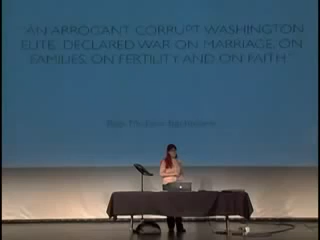 "AN ARROGANT, CORRUPT WASHINGTON
ELITE, DECLARED WAR ON MARRIAGE, ON
FAMILIES, ON FERTILITY AND ON FAITH."